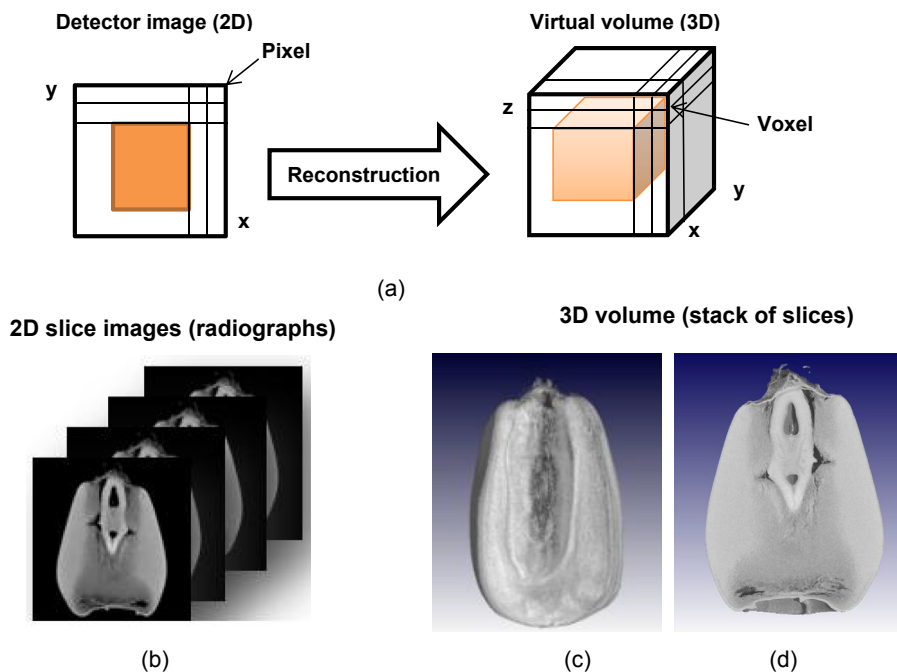 Detector image (2D)
Virtual volume (3D)
Pixel
y
x
Reconstruction
z
Voxel
y
x
(a)
2D slice images (radiographs)
3D volume (stack of slices)
(b)
(c)
(d)